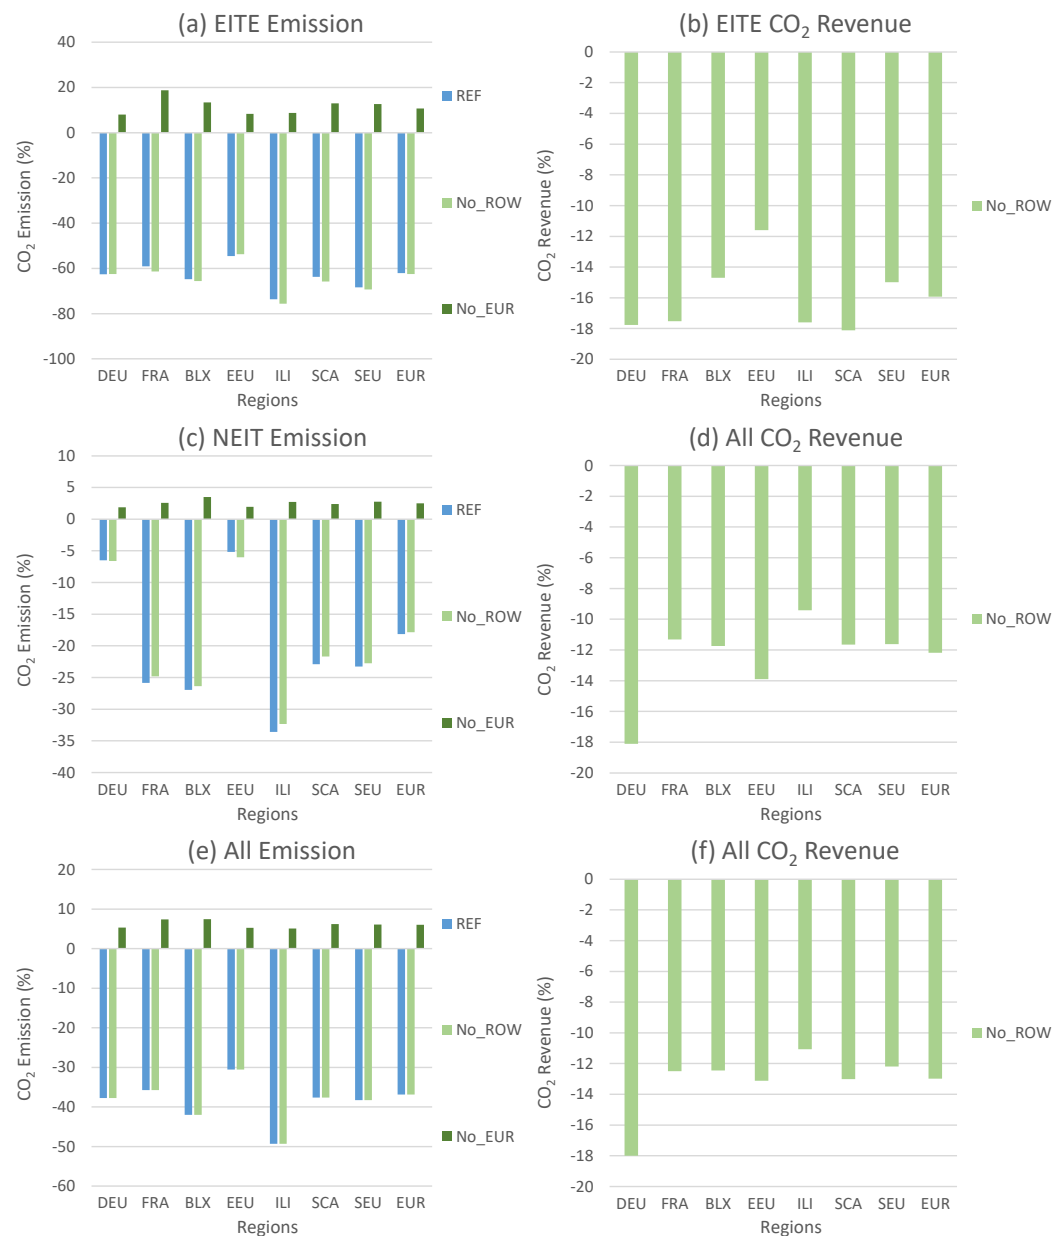 (a) EITE Emission
40
20
0
-20
-40
-60
-80
-100
CO₂ Emission (%)
DEU FRA BLX EEU ILI SCA SEU EUR
Regions
REF
No_ROW
No_EUR
(b) EITE CO₂ Revenue
0
-2
-4
-6
-8
-10
-12
-14
-16
-18
-20
CO₂ Revenue (%)
DEU FRA BLX EEU ILI SCA SEU EUR
Regions
No_ROW
(c) NEIT Emission
10
5
0
-5
-10
-15
-20
-25
-30
-35
-40
CO₂ Emission (%)
DEU FRA BLX EEU ILI SCA SEU EUR
Regions
REF
No_ROW
No_EUR
(d) All CO₂ Revenue
0
-2
-4
-6
-8
-10
-12
-14
-16
-18
-20
CO₂ Revenue (%)
DEU FRA BLX EEU ILI SCA SEU EUR
Regions
No_ROW
(e) All Emission
20
10
0
-10
-20
-30
-40
-50
-60
CO₂ Emission (%)
DEU FRA BLX EEU ILI SCA SEU EUR
Regions
REF
No_ROW
No_EUR
(f) All CO₂ Revenue
0
-2
-4
-6
-8
-10
-12
-14
-16
-18
-20
CO₂ Revenue (%)
DEU FRA BLX EEU ILI SCA SEU EUR
Regions
No_ROW